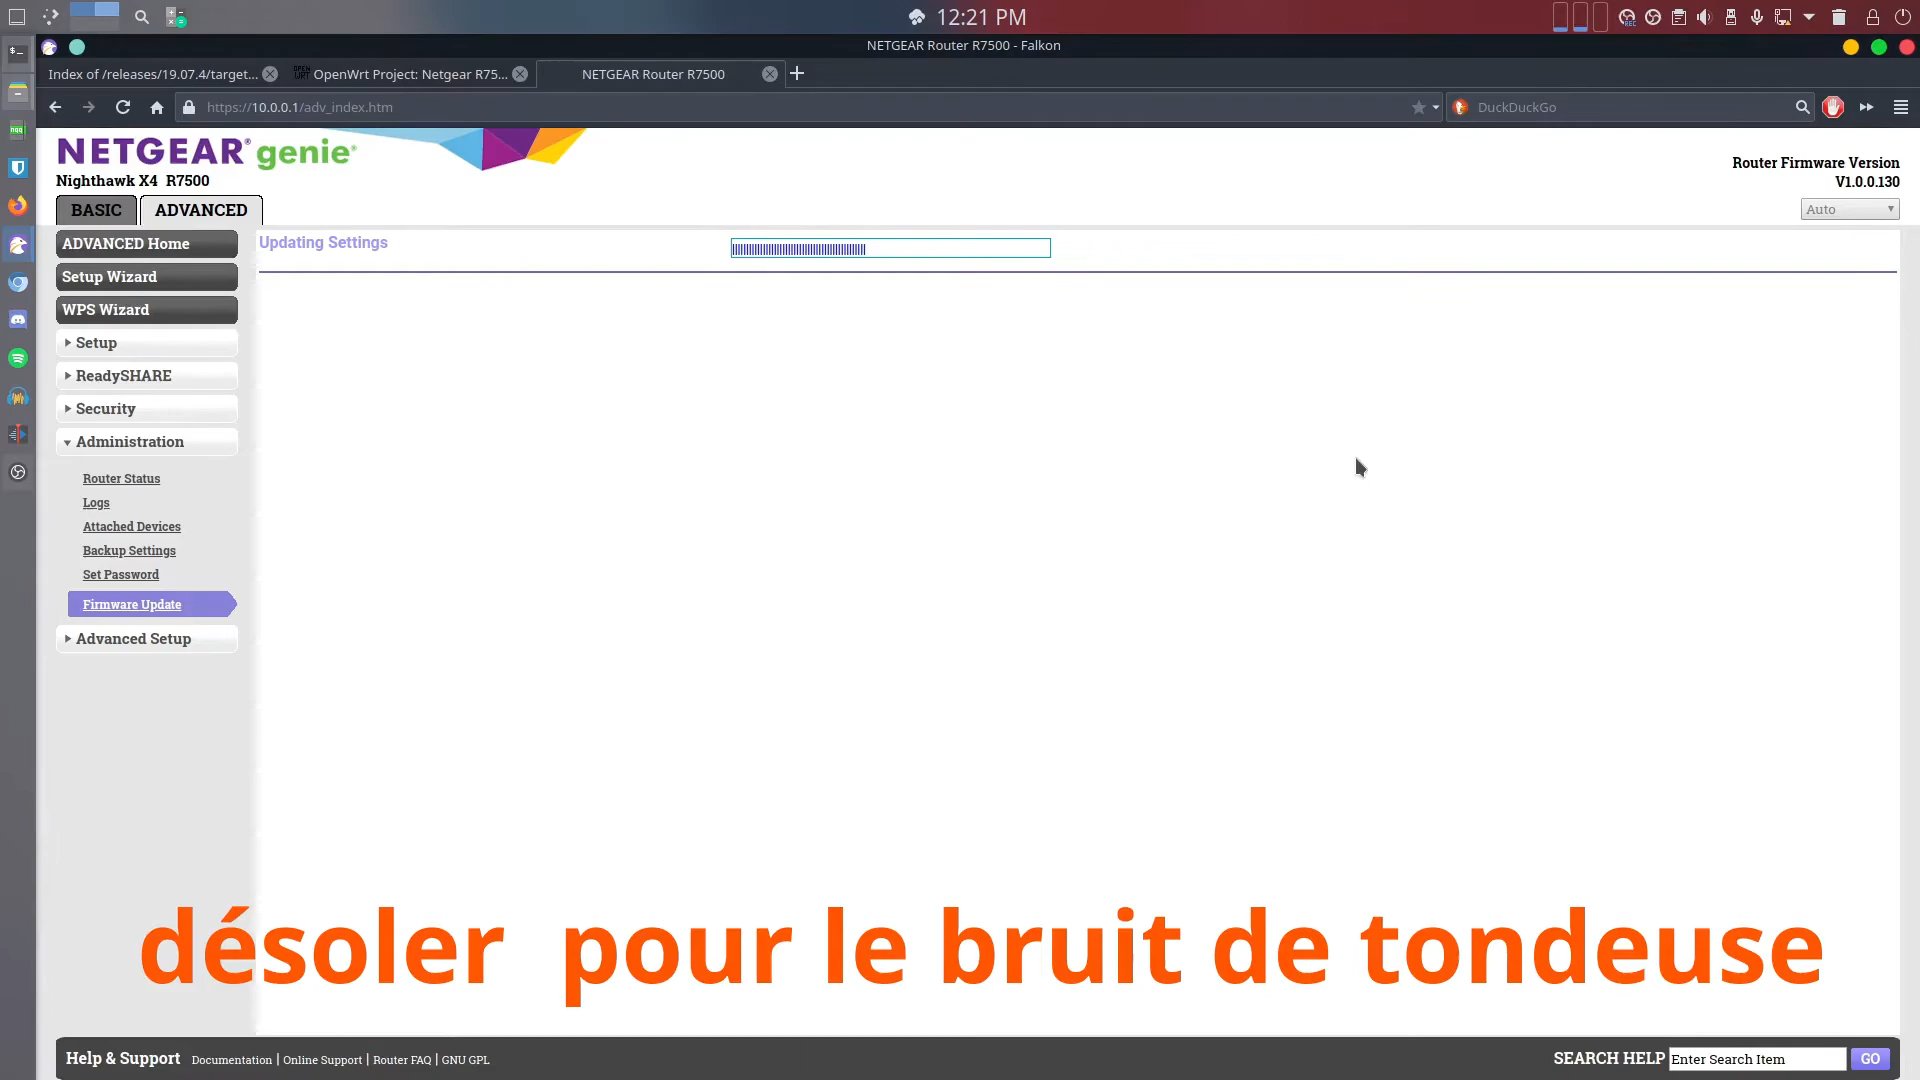 12:21 PM
NETGEAR Router R7500 - Falkon
Index of /releases/19.07.4/target...
OpenWrt Project: Netgear R75...
NETGEAR Router R7500
https://10.0.0.1/adv_index.htm
DuckDuckGo
NETGEAR® genie®
Nighthawk X4 R7500
Router Firmware Version
V1.0.0.130
BASIC
ADVANCED
Auto
ADVANCED Home
Setup Wizard
WPS Wizard
Setup
ReadySHARE
Security
Administration
Router Status
Logs
Attached Devices
Backup Settings
Set Password
Firmware Update
Advanced Setup
Updating Settings
désoler pour le bruit de tondeuse
Help & Support Documentation | Online Support | Router FAQ | GNU GPL
SEARCH HELP Enter Search Item GO